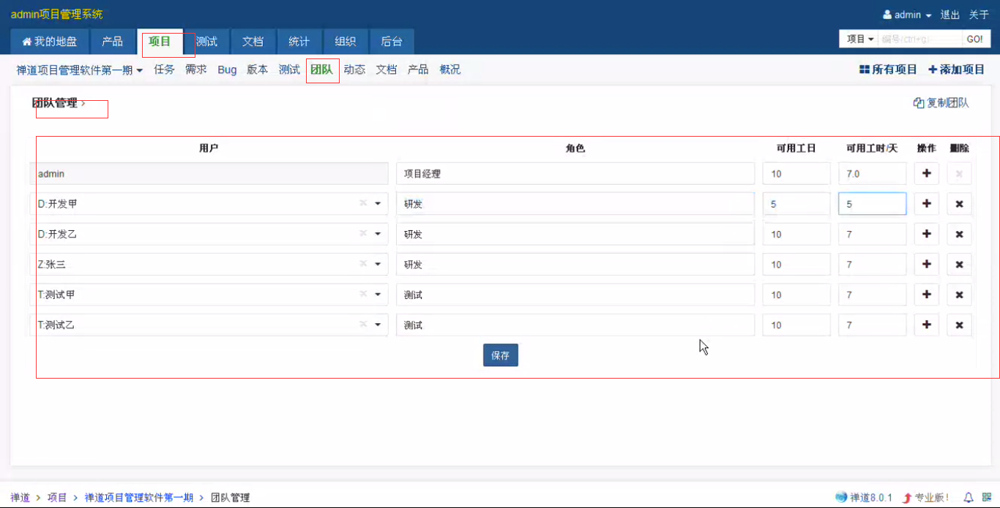 admin项目管理系统 admin 退出 关于
我的地盘 产品 项目 测试 文档 统计 组织 后台 项目 编号(ctrl+g) GO!
禅道项目管理软件第一期 任务 需求 Bug 版本 测试 团队 动态 文档 产品 概况 所有项目 添加项目
团队管理 > 复制团队
用户 角色 可用工日 可用工时/天 操作 删除
admin 项目经理 10 7.0
D:开发甲 研发 5 5
D:开发乙 研发 10 7
Z:张三 研发 10 7
T:测试甲 测试 10 7
T:测试乙 测试 10 7
保存
禅道 > 项目 > 禅道项目管理软件第一期 > 团队管理 禅道8.0.1 专业版!